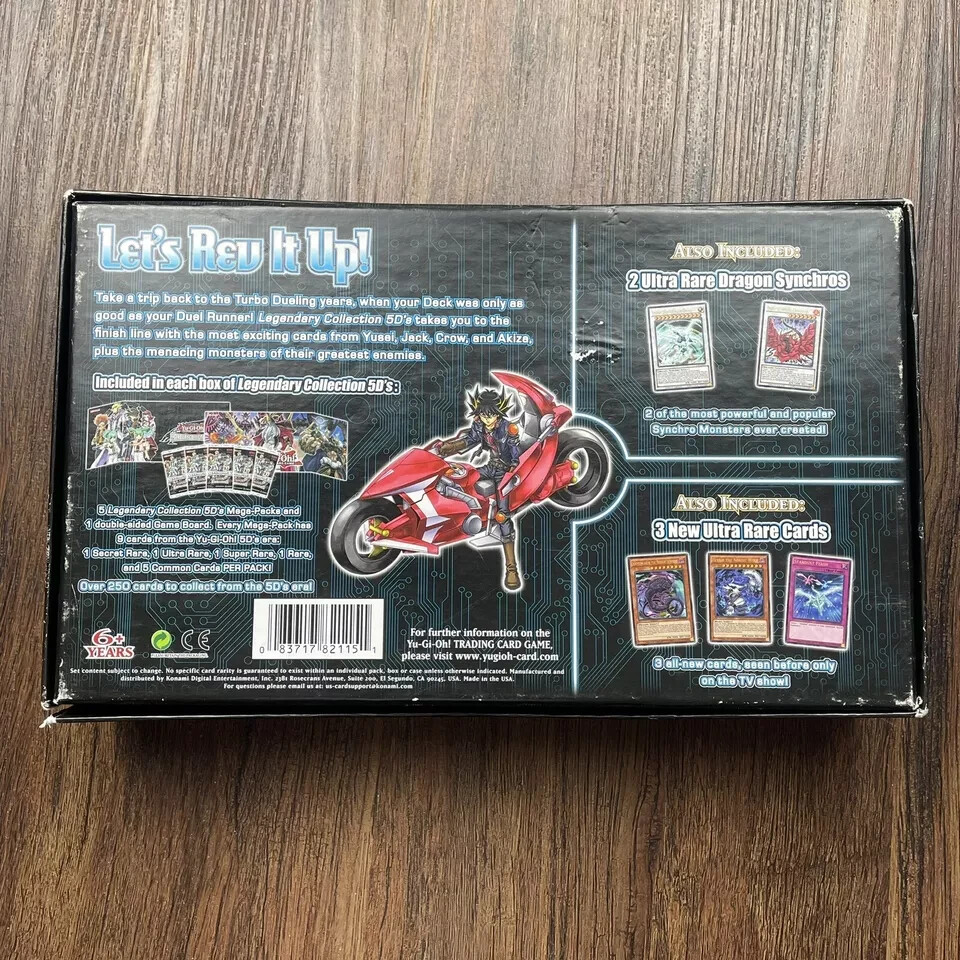 Let's Rev It Up!
Take a trip back to the Turbo Dueling years, when your Deck was only as
good as your Duel Runner! Legendary Collection 5D's takes you to the
finish line with the most exciting cards from Yusei, Jack, Crow, and Akiza,
plus the menacing monsters of their greatest enemies.
Included in each box of Legendary Collection 5D's:
5 Legendary Collection 5D's Mega-Packs and
1 double-sided Game Board. Every Mega-Pack has
9 cards from the Yu-Gi-Oh! 5D's era:
1 Secret Rare, 1 Ultra Rare, 1 Super Rare, 1 Rare,
and 5 Common Cards PER PACK!
Over 250 cards to collect from the 5D's era!
6+
YEARS
CE
0 83717 82115 1
For further information on the
Yu-Gi-Oh! TRADING CARD GAME,
please visit www.yugioh-card.com
Set content subject to change. No specific card rarity is guaranteed to exist within an individual pack, box or case unless otherwise indicated. Manufactured and
distributed by Konami Digital Entertainment, Inc. 2381 Rosecrans Avenue, Suite 200, El Segundo, CA 90245, USA. Made in the USA.
For questions please email us at: us-cardsupport@konami.com
Also Included:
2 Ultra Rare Dragon Synchros
2 of the most powerful and popular
Synchro Monsters ever created!
Also Included:
3 New Ultra Rare Cards
3 all-new cards, seen before only
on the TV show!